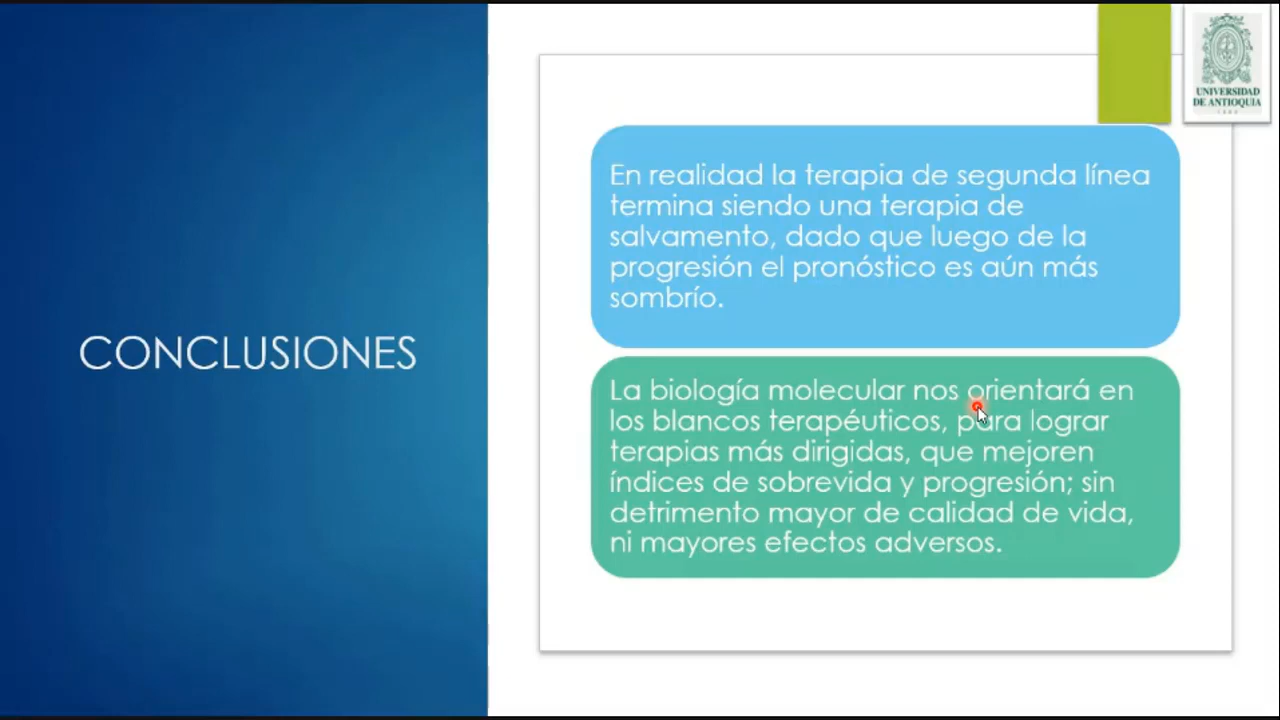 UNIVERSIDAD
DE ANTIOQUIA
1803
CONCLUSIONES
En realidad la terapia de segunda línea
termina siendo una terapia de
salvamento, dado que luego de la
progresión el pronóstico es aún más
sombrío.
La biología molecular nos orientará en
los blancos terapéuticos, para lograr
terapias más dirigidas, que mejoren
índices de sobrevida y progresión; sin
detrimento mayor de calidad de vida,
ni mayores efectos adversos.